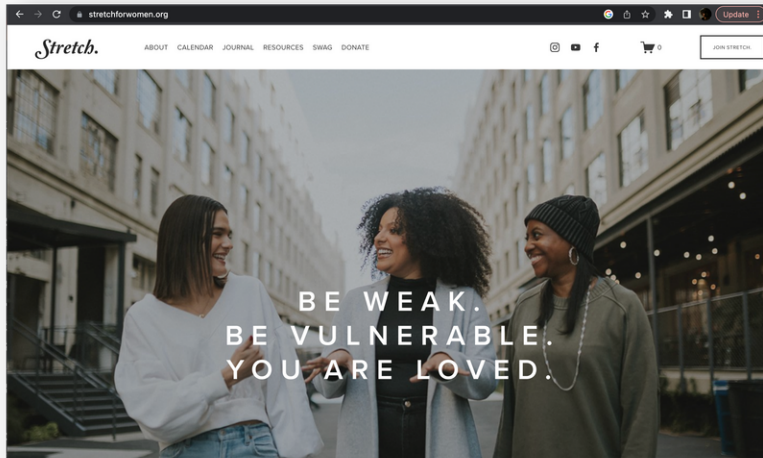 stretchforwomen.org
Update
Stretch.
ABOUT CALENDAR JOURNAL RESOURCES SWAG DONATE
0
JOIN STRETCH.
BE WEAK.
BE VULNERABLE.
YOU ARE LOVED.